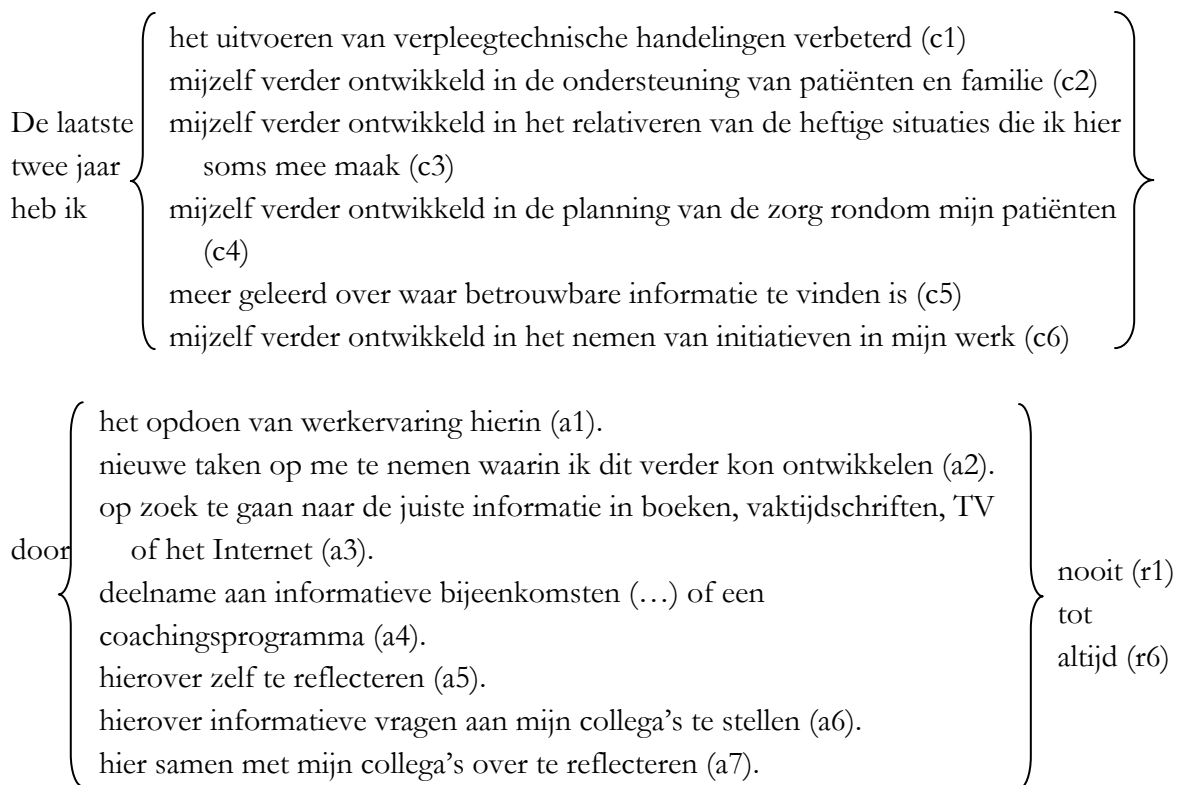 het uitvoeren van verpleegtechnische handelingen verbeterd (c1)
mijzelf verder ontwikkeld in de ondersteuning van patiënten en familie (c2)
De laatste
twee jaar
heb ik
mijzelf verder ontwikkeld in het relativeren van de heftige situaties die ik hier
soms mee maak (c3)
mijzelf verder ontwikkeld in de planning van de zorg rondom mijn patiënten
(c4)
meer geleerd over waar betrouwbare informatie te vinden is (c5)
mijzelf verder ontwikkeld in het nemen van initiatieven in mijn werk (c6)
door
het opdoen van werkervaring hierin (a1).
nieuwe taken op me te nemen waarin ik dit verder kon ontwikkelen (a2).
op zoek te gaan naar de juiste informatie in boeken, vaktijdschriften, TV
of het Internet (a3).
deelname aan informatieve bijeenkomsten (…) of een
coachingsprogramma (a4).
hierover zelf te reflecteren (a5).
hierover informatieve vragen aan mijn collega's te stellen (a6).
hier samen met mijn collega's over te reflecteren (a7).
nooit (r1)
tot
altijd (r6)